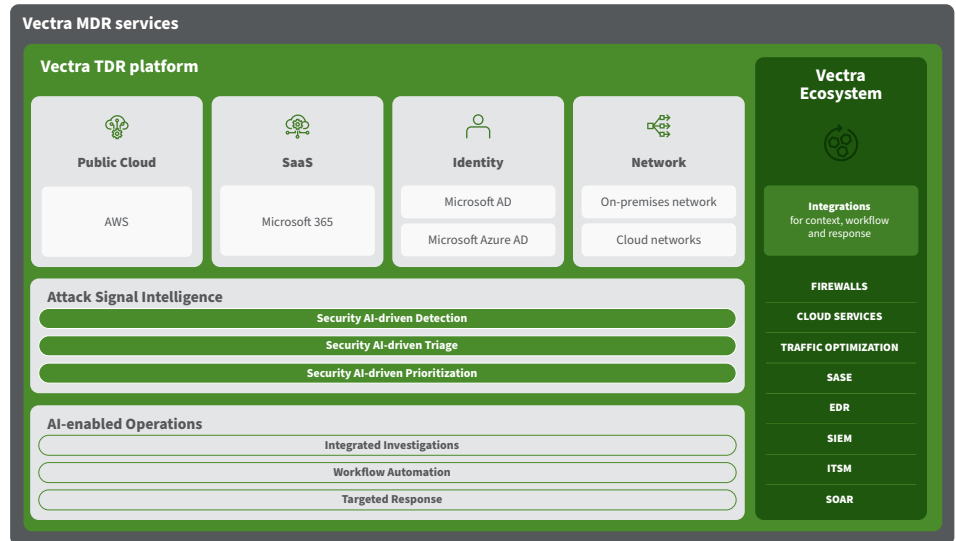 Vectra MDR services
Vectra TDR platform
Public Cloud
AWS
SaaS
Microsoft 365
Identity
Microsoft AD
Microsoft Azure AD
Network
On-premises network
Cloud networks
Attack Signal Intelligence
Security AI-driven Detection
Security AI-driven Triage
Security AI-driven Prioritization
AI-enabled Operations
Integrated Investigations
Workflow Automation
Targeted Response
Vectra
Ecosystem
Integrations
for context, workflow
and response
FIREWALLS
CLOUD SERVICES
TRAFFIC OPTIMIZATION
SASE
EDR
SIEM
ITSM
SOAR